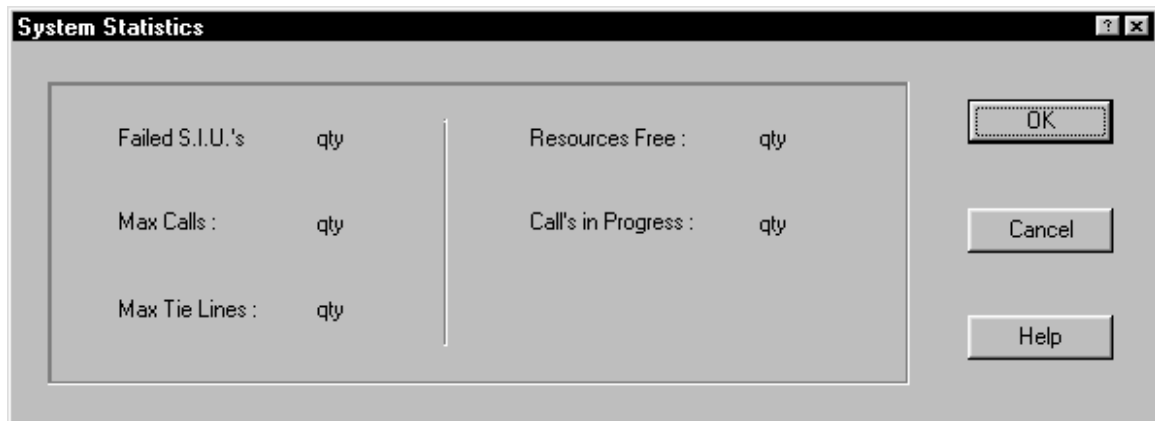 System Statistics
Failed S.I.U.'s qty
Max Calls : qty
Max Tie Lines : qty
Resources Free : qty
Call's in Progress : qty
OK
Cancel
Help